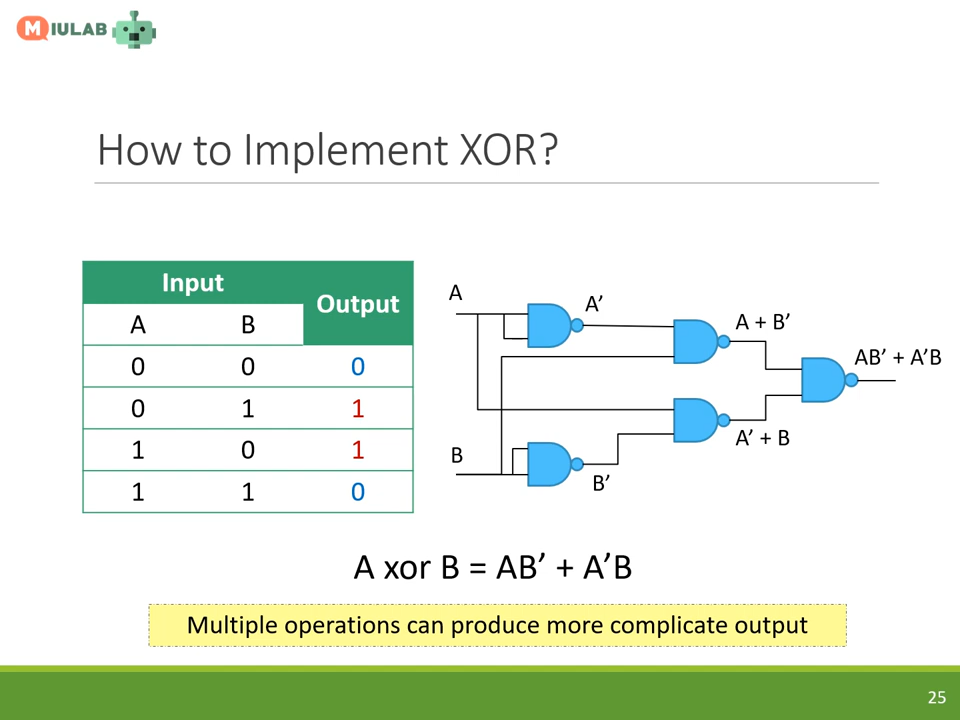 MIULAB
How to Implement XOR?
Input Output
A B
0 0 0
0 1 1
1 0 1
1 1 0
A
A’
A + B’
AB’ + A’B
A’ + B
B
B’
A xor B = AB’ + A’B
Multiple operations can produce more complicate output
25